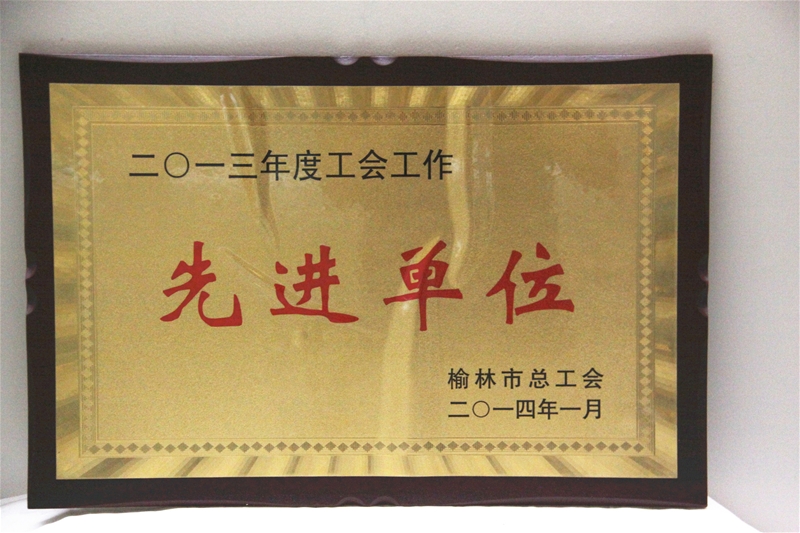 二〇一三年度工会工作
先进单位
榆林市总工会
二〇一四年一月